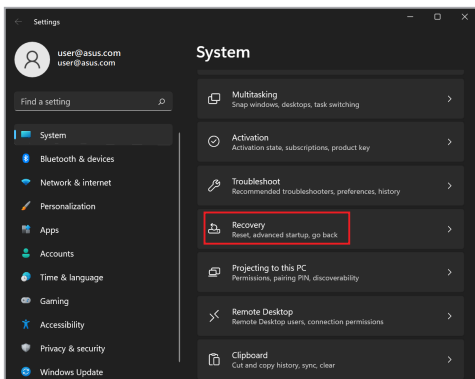 Settings
user@asus.com
user@asus.com
Find a setting
System
Bluetooth & devices
Network & internet
Personalization
Apps
Accounts
Time & language
Gaming
Accessibility
Privacy & security
Windows Update
System
Multitasking
Snap windows, desktops, task switching
Activation
Activation state, subscriptions, product key
Troubleshoot
Recommended troubleshooters, preferences, history
Recovery
Reset, advanced startup, go back
Projecting to this PC
Permissions, pairing PIN, discoverability
Remote Desktop
Remote Desktop users, connection permissions
Clipboard
Cut and copy history, sync, clear